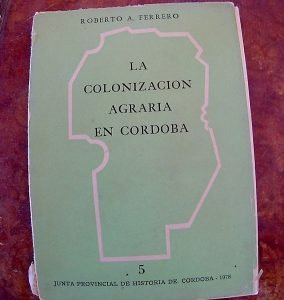 ROBERTO A. FERRERO
LA
COLONIZACION
AGRARIA
EN CORDOBA
5
JUNTA PROVINCIAL DE HISTORIA DE CORDOBA - 1978